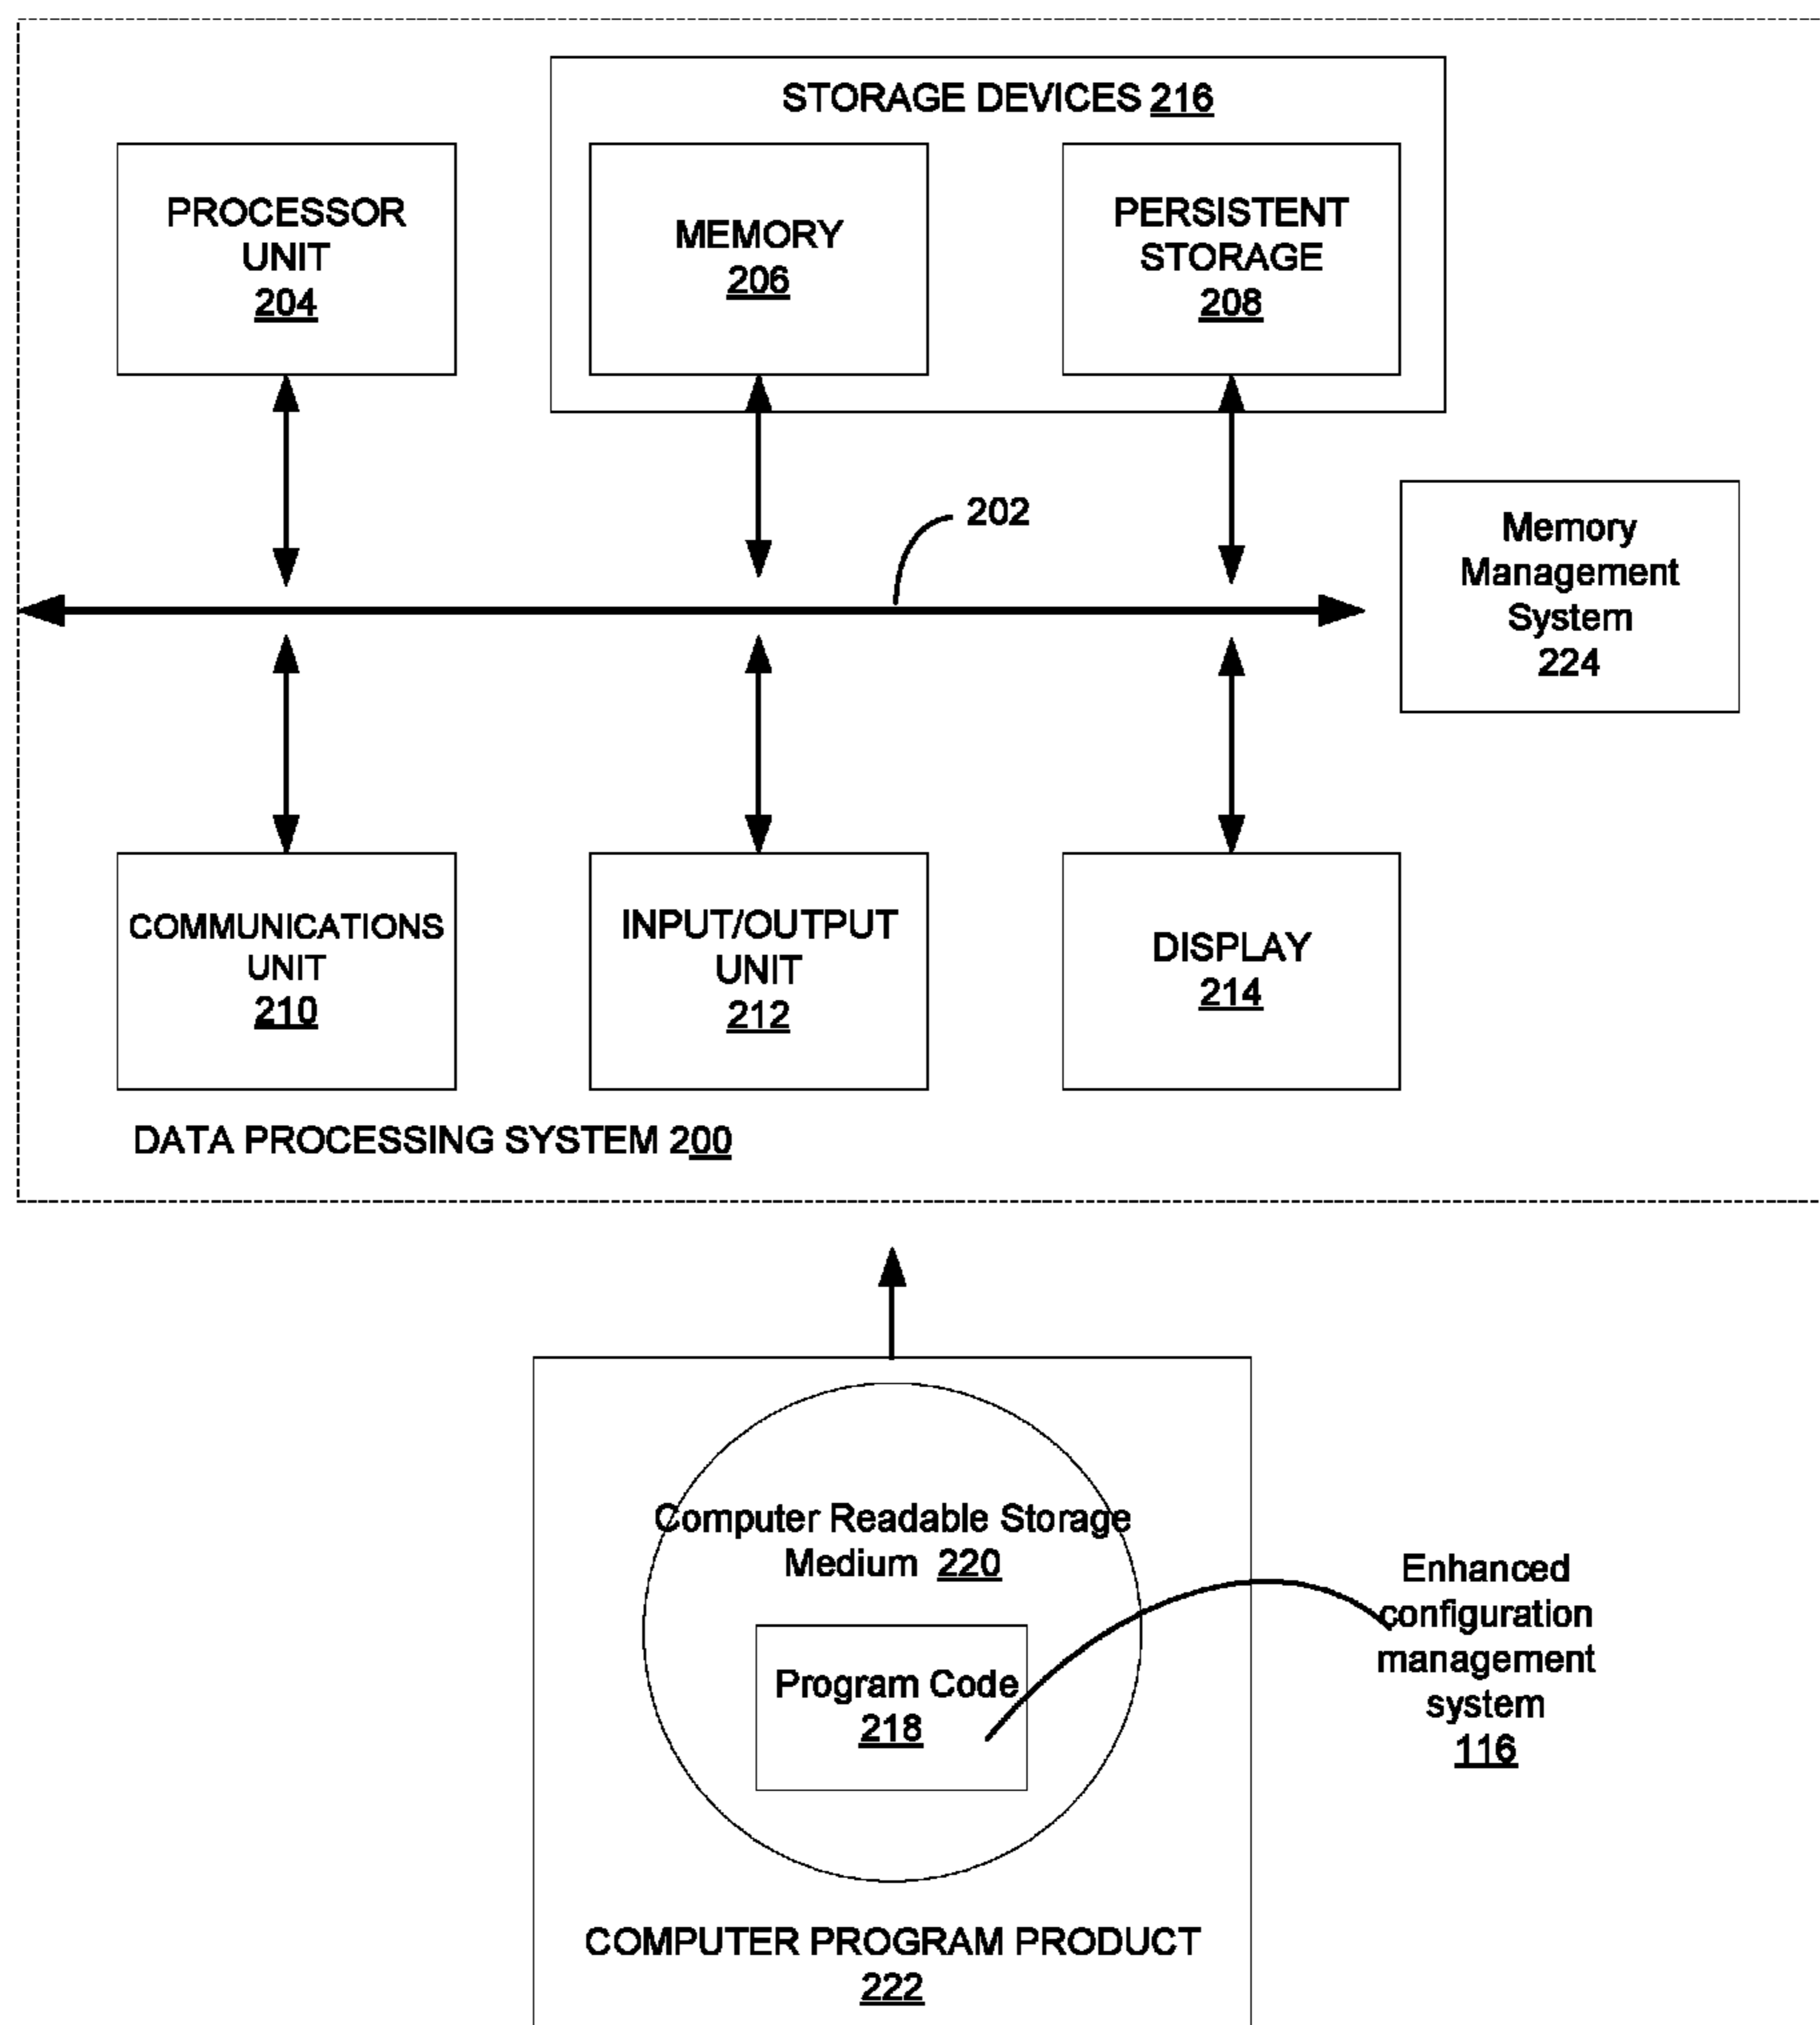 STORAGE DEVICES 216
PROCESSOR
UNIT
204
MEMORY
206
PERSISTENT
STORAGE
208
202
Memory
Management
System
224
COMMUNICATIONS
UNIT
210
INPUT/OUTPUT
UNIT
212
DISPLAY
214
DATA PROCESSING SYSTEM 200
Computer Readable Storage
Medium 220
Program Code
218
Enhanced
configuration
management
system
116
COMPUTER PROGRAM PRODUCT
222